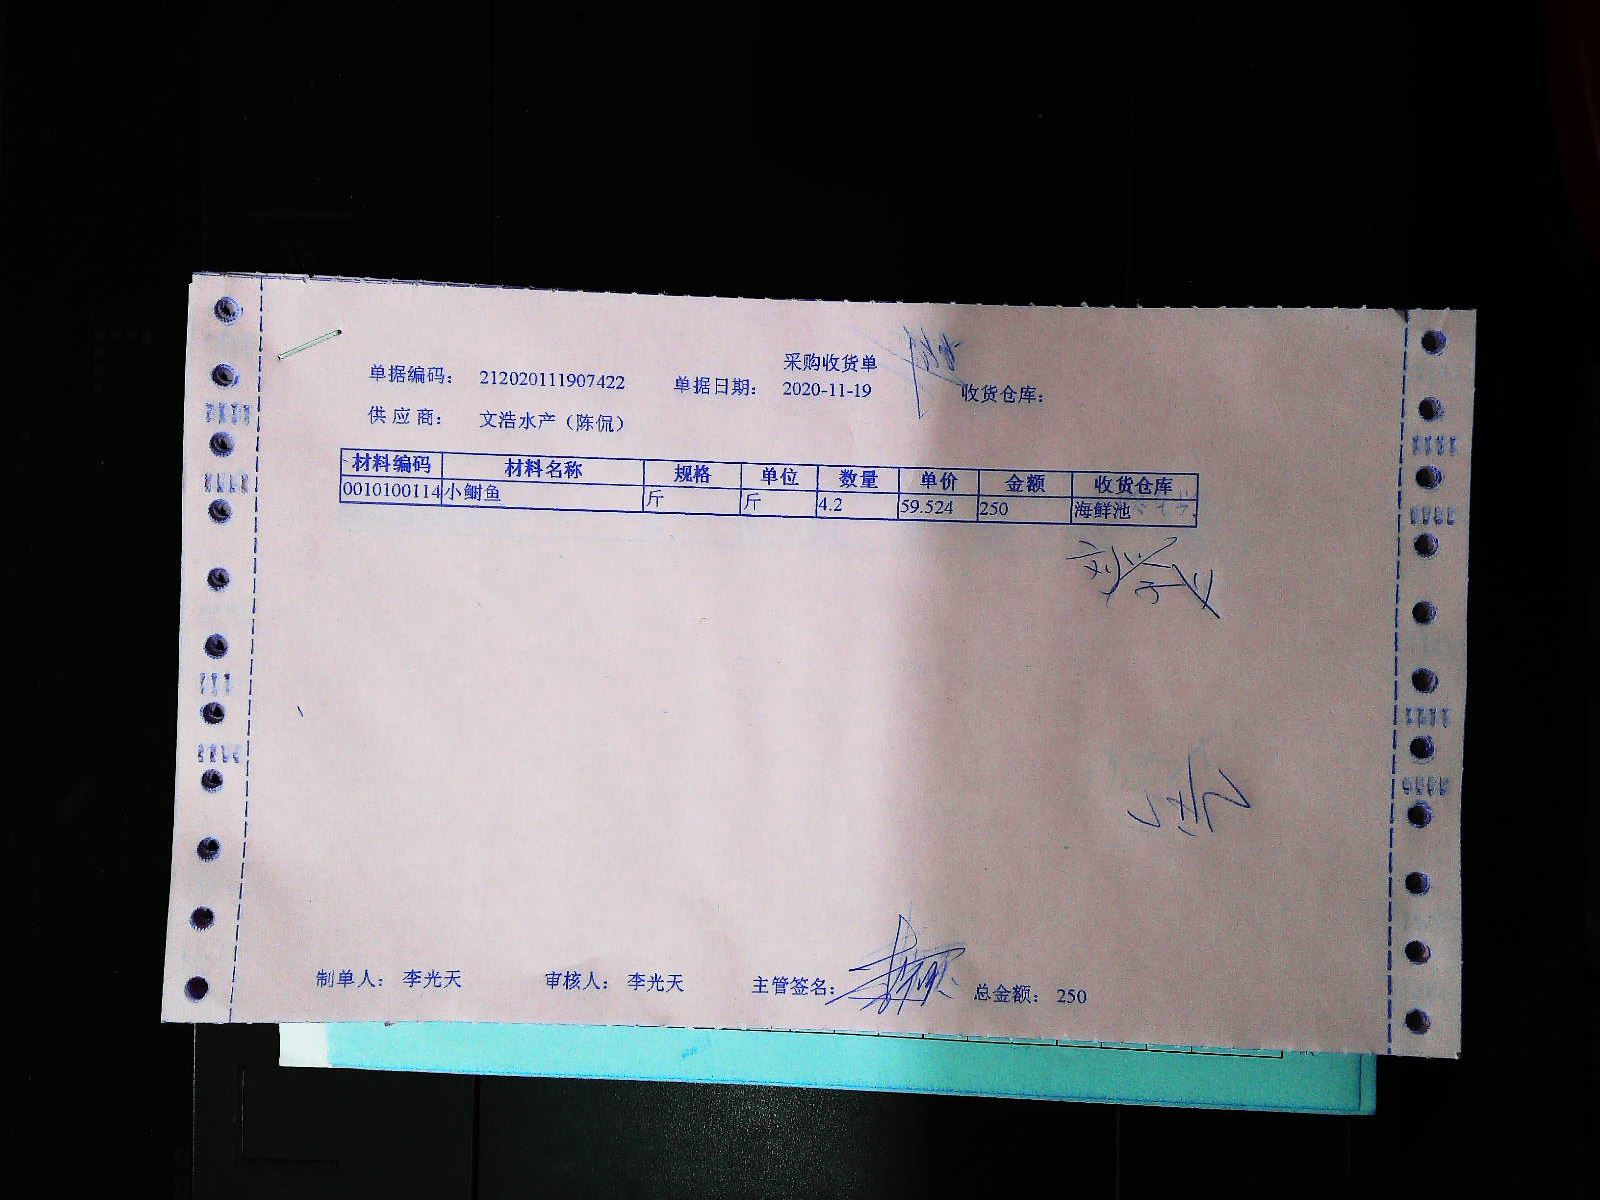 采购收货单
单据编码: 212020111907422 单据日期: 2020-11-19 收货仓库:
供应商: 文浩水产（陈侃）
材料编码 材料名称 规格 单位 数量 单价 金额 收货仓库
0010100114 小鲥鱼 斤 斤 4.2 59.524 250 海鲜池
制单人: 李光天 审核人: 李光天 主管签名: 总金额: 250